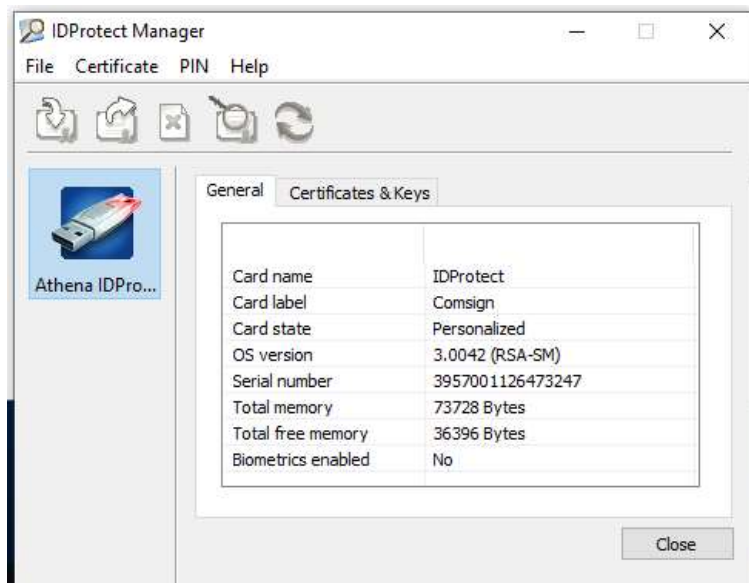 IDProtect Manager
File Certificate PIN Help
Athena IDPro...
General Certificates & Keys
Card name IDProtect
Card label Comsign
Card state Personalized
OS version 3.0042 (RSA-SM)
Serial number 3957001126473247
Total memory 73728 Bytes
Total free memory 36396 Bytes
Biometrics enabled No
Close